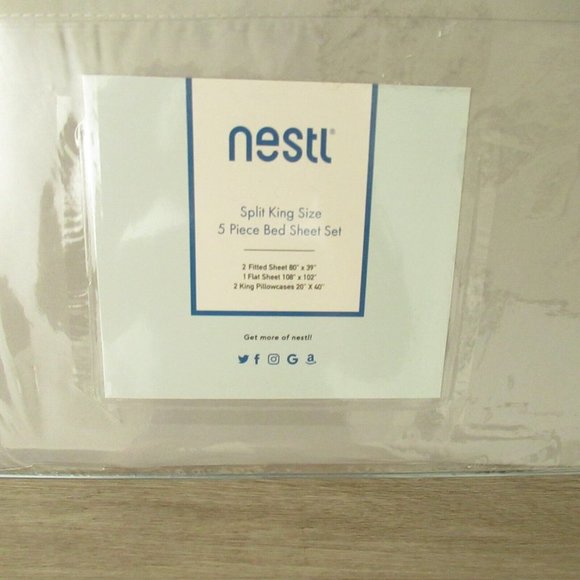 nestl®
Split King Size
5 Piece Bed Sheet Set
2 Fitted Sheet 80" x 39"
1 Flat Sheet 108" x 102"
2 King Pillowcases 20" X 40"
Get more of nestl!